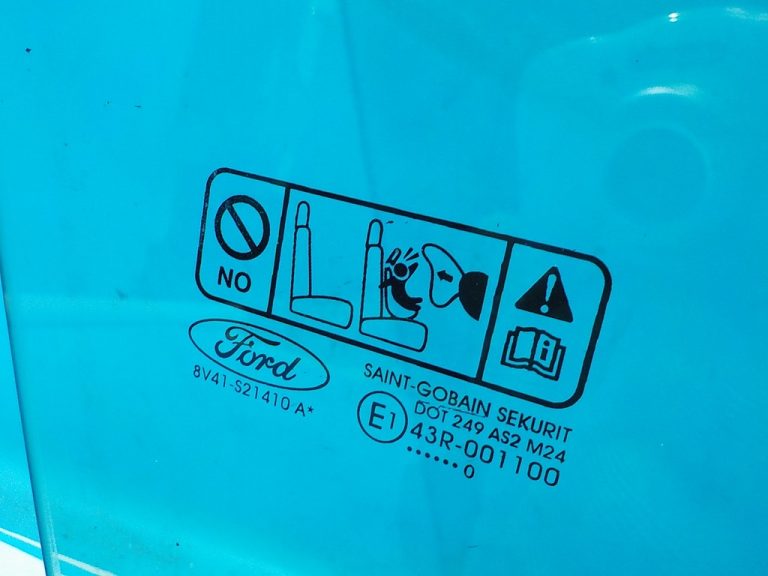 NO
Ford
8V41-S21410 A*
SAINT-GOBAIN SEKURIT
DOT 249 AS2 M24
E1
43R-001100
......0